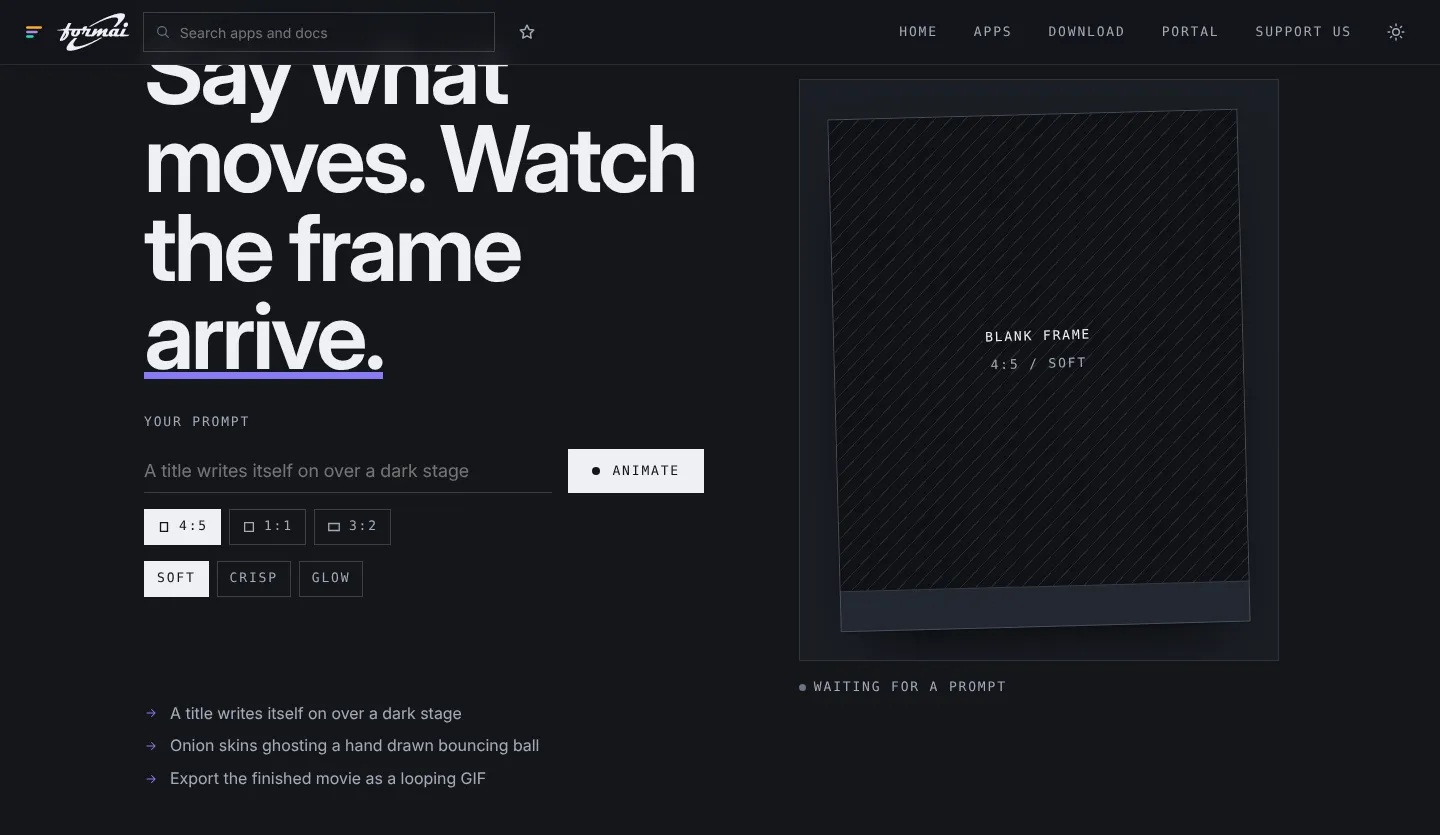 formai
Search apps and docs
HOME
APPS
DOWNLOAD
PORTAL
SUPPORT US
Say what
moves. Watch
the frame
arrive.
YOUR PROMPT
A title writes itself on over a dark stage
ANIMATE
4:5
1:1
3:2
SOFT
CRISP
GLOW
A title writes itself on over a dark stage
Onion skins ghosting a hand drawn bouncing ball
Export the finished movie as a looping GIF
BLANK FRAME
4:5 / SOFT
WAITING FOR A PROMPT